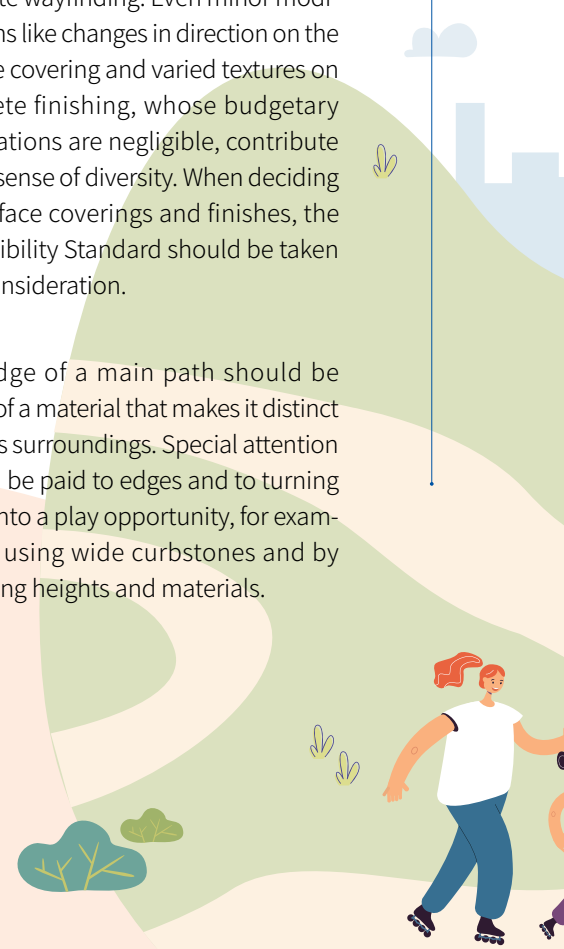 te wayfinding. Even minor modi-
ns like changes in direction on the
e covering and varied textures on
ete finishing, whose budgetary
ations are negligible, contribute
sense of diversity. When deciding
face coverings and finishes, the
ibility Standard should be taken
nsideration.
dge of a main path should be
of a material that makes it distinct
s surroundings. Special attention
be paid to edges and to turning
nto a play opportunity, for exam-
using wide curbstones and by
ng heights and materials.